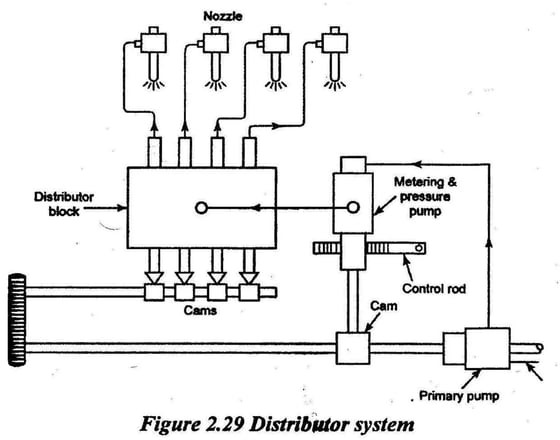 Nozzle
Distributor
block
Metering &
pressure
pump
Control rod
Cams
Cam
Primary pump
Figure 2.29 Distributor system